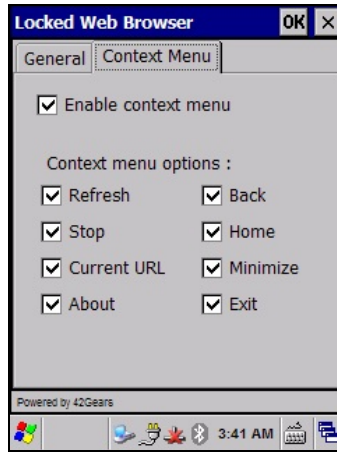 Locked Web Browser OK
General Context Menu
Enable context menu
Context menu options :
Refresh Back
Stop Home
Current URL Minimize
About Exit
Powered by 42Gears
3:41 AM